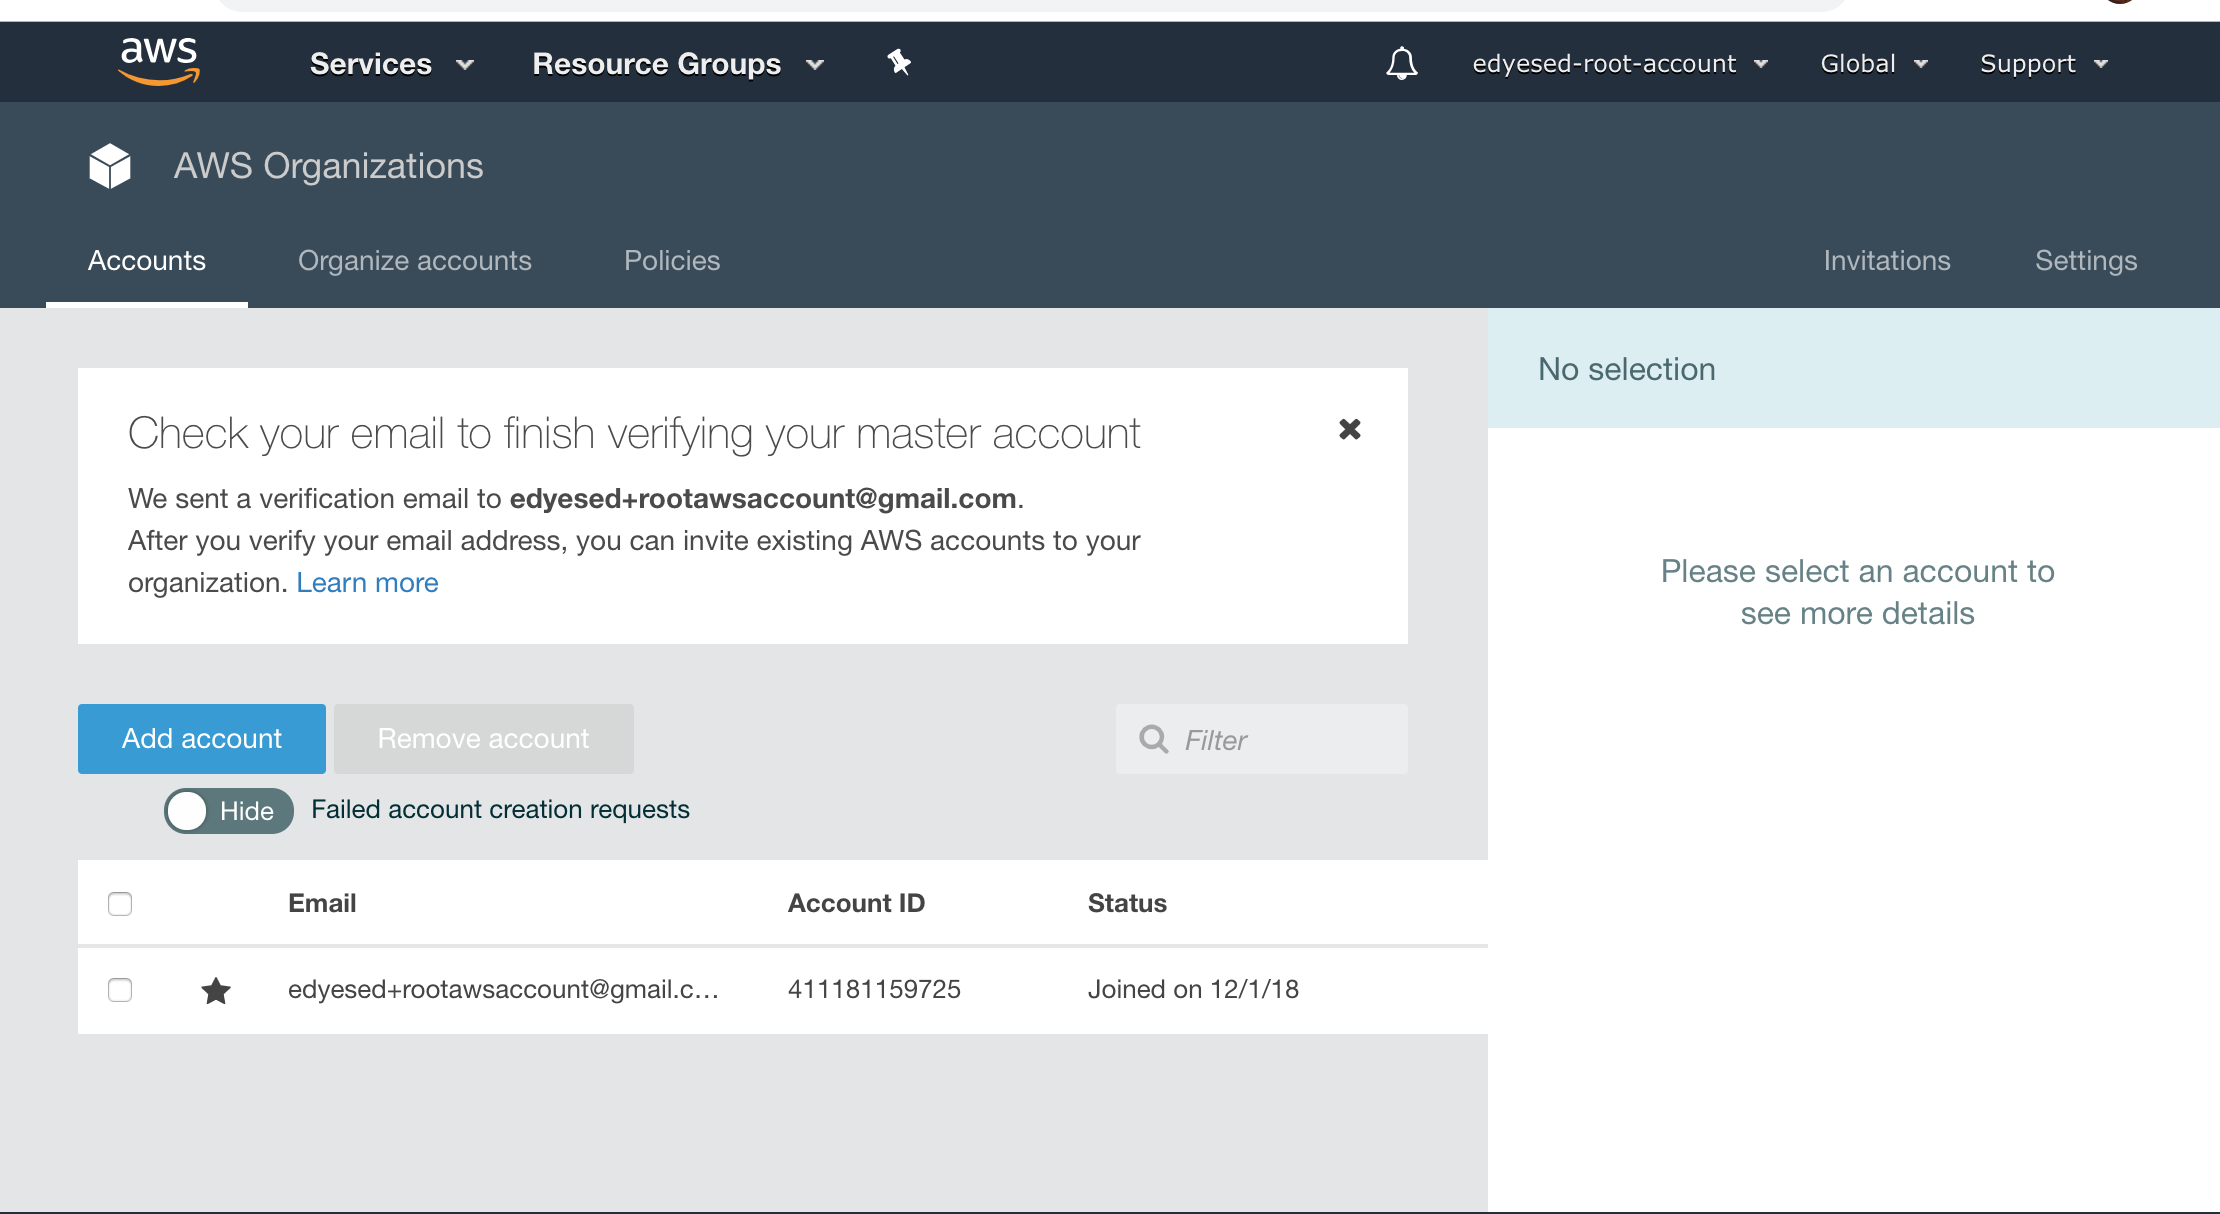 aws Services Resource Groups edyesed-root-account Global Support
AWS Organizations
Accounts Organize accounts Policies Invitations Settings
No selection
Check your email to finish verifying your master account
We sent a verification email to edyesed+rootawsaccount@gmail.com.
After you verify your email address, you can invite existing AWS accounts to your
organization. Learn more
Please select an account to
see more details
Add account Remove account Filter
Hide Failed account creation requests
Email Account ID Status
edyesed+rootawsaccount@gmail.c... 411181159725 Joined on 12/1/18